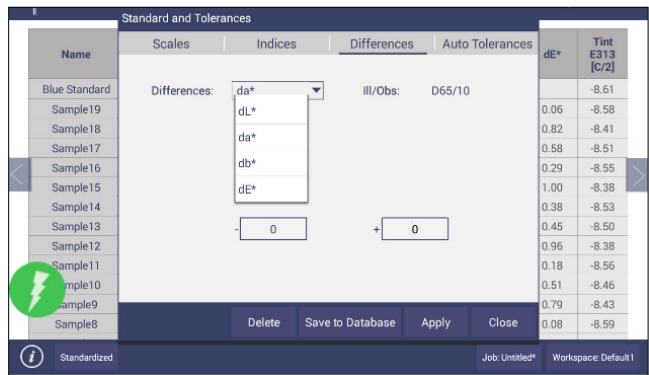 Standard and Tolerances
Scales Indices Differences Auto Tolerances
Differences: da* Ill/Obs: D65/10
dL*
da*
db*
dE*
- 0 + 0
Delete Save to Database Apply Close
Name dE* Tint E313 [C/2]
Blue Standard -8.61
Sample19 0.06 -8.58
Sample18 0.82 -8.41
Sample17 0.58 -8.51
Sample16 0.29 -8.55
Sample15 1.00 -8.38
Sample14 0.38 -8.53
Sample13 0.45 -8.50
Sample12 0.96 -8.38
Sample11 0.18 -8.56
mple10 0.51 -8.46
ample9 0.79 -8.43
Sample8 0.08 -8.59
i Standardized Job: Untitled* Workspace: Default1